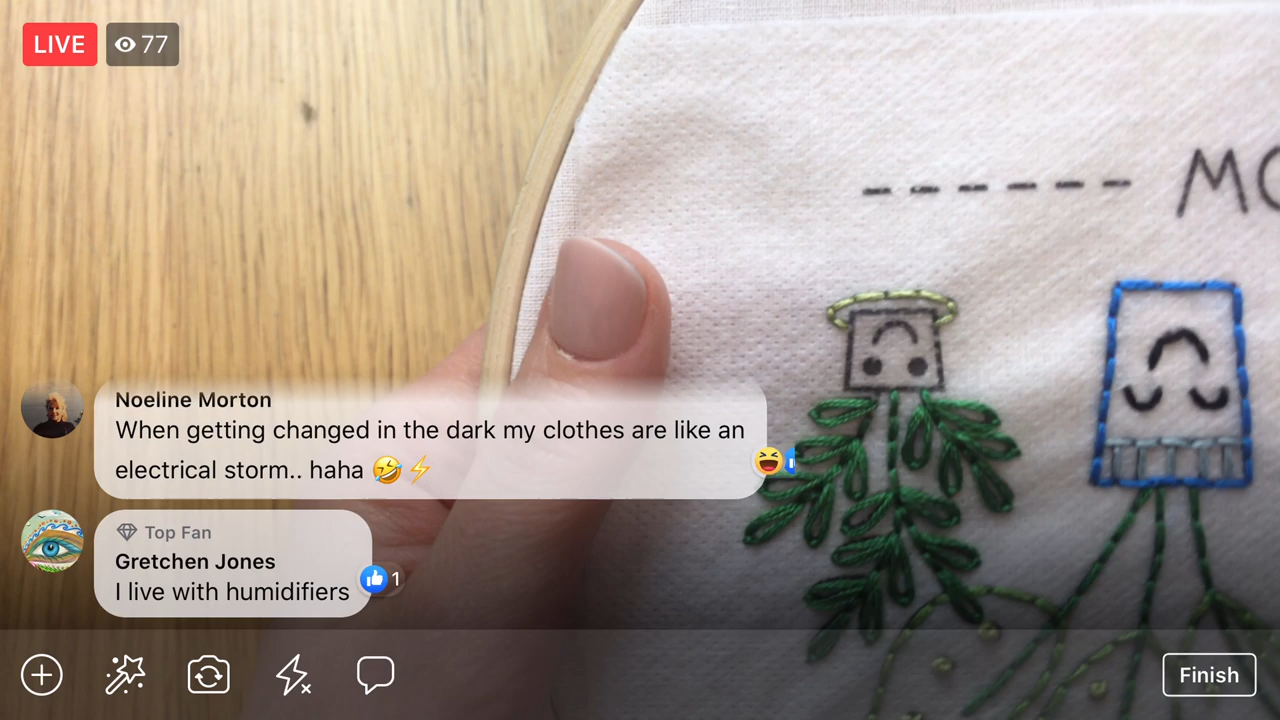 LIVE
77
MO
Noeline Morton
When getting changed in the dark my clothes are like an
electrical storm.. haha 🤣⚡
Top Fan
Gretchen Jones
I live with humidifiers
1
Finish